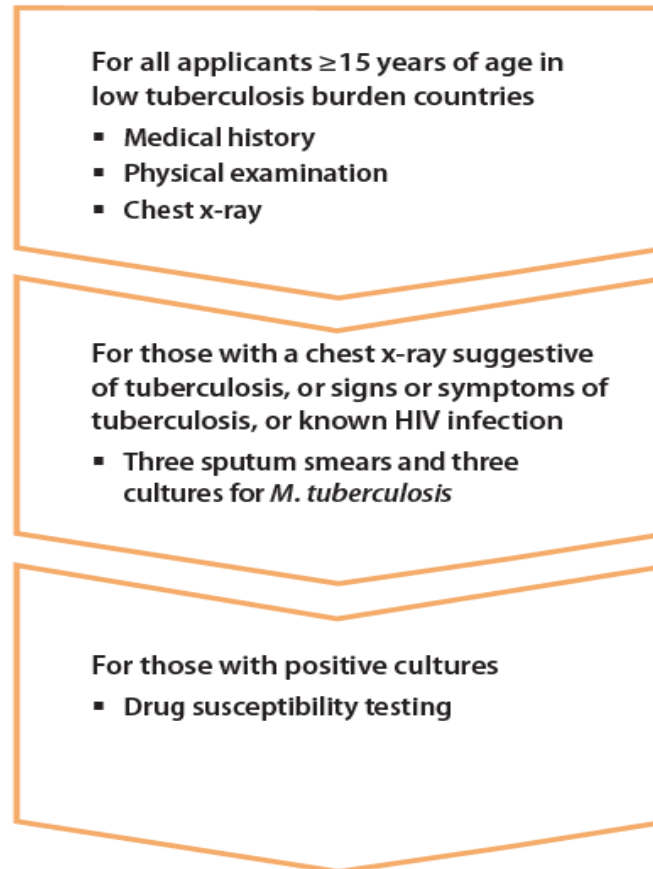 For all applicants ≥15 years of age in
low tuberculosis burden countries
▪ Medical history
▪ Physical examination
▪ Chest x-ray
For those with a chest x-ray suggestive
of tuberculosis, or signs or symptoms of
tuberculosis, or known HIV infection
▪ Three sputum smears and three
cultures for M. tuberculosis
For those with positive cultures
▪ Drug susceptibility testing